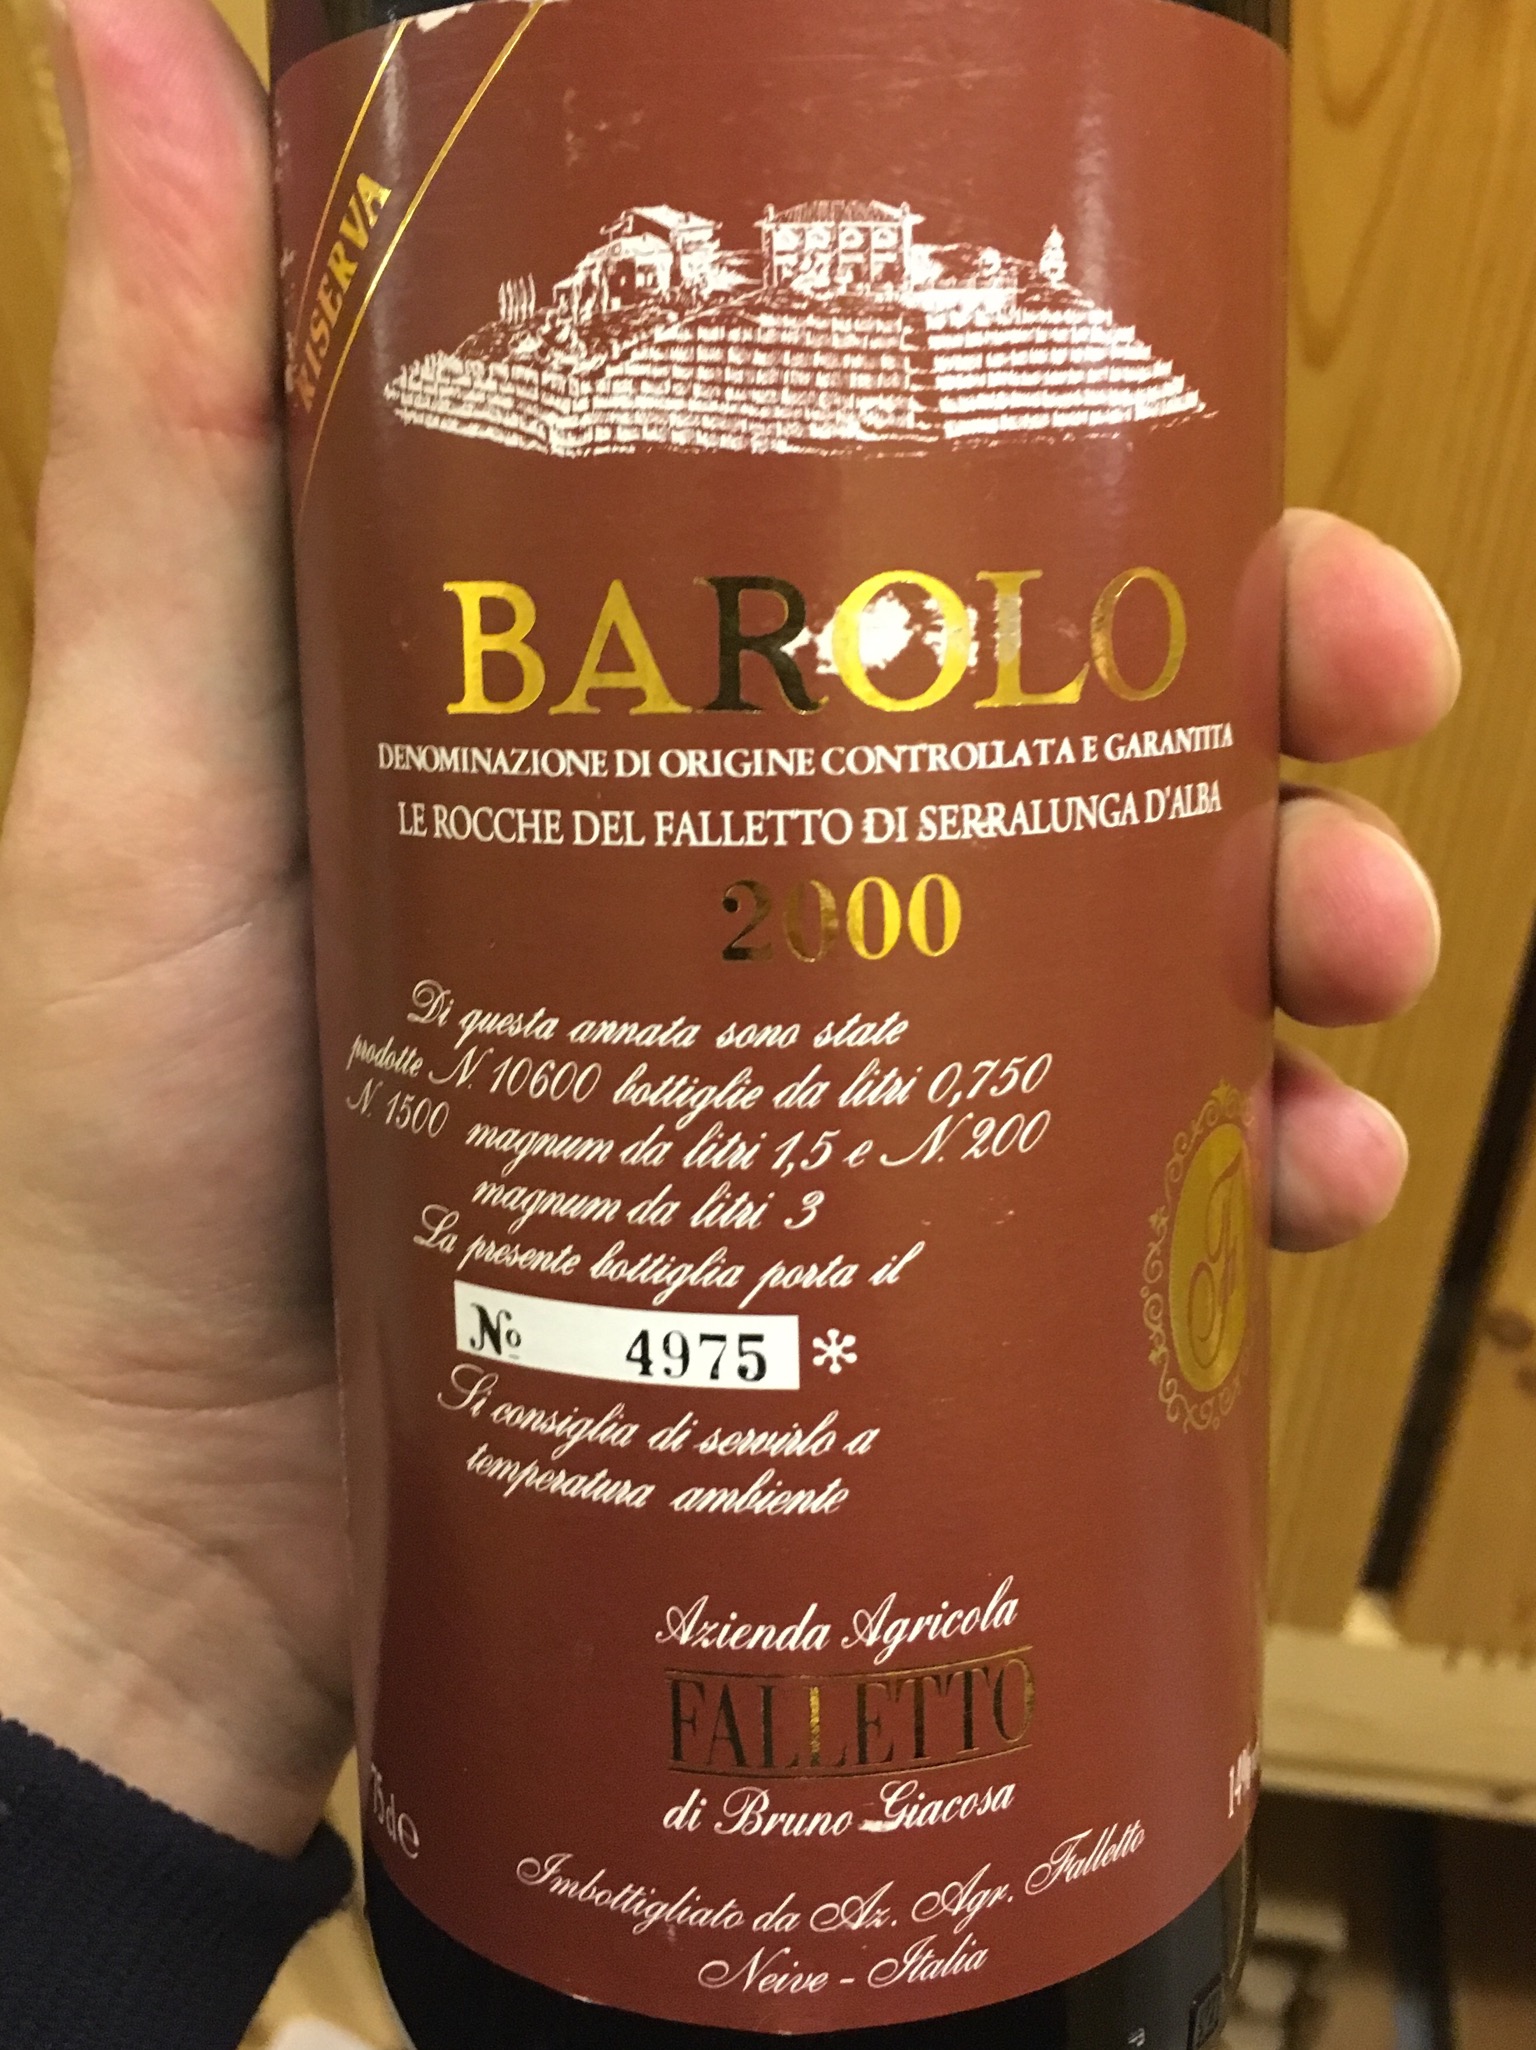 RISERVA
BAROLO
DENOMINAZIONE DI ORIGINE CONTROLLATA E GARANTITA
LE ROCCHE DEL FALLETTO DI SERRALUNGA D'ALBA
2000
Di questa annata sono state
prodotte N. 10600 bottiglie da litri 0,750
N. 1500 magnum da litri 1,5 e N. 200
magnum da litri 3
La presente bottiglia porta il
Nº 4975 *
Si consiglia di servirlo a
temperatura ambiente
Azienda Agricola
FALLETTO
di Bruno Giacosa
Imbottigliato da Az. Agr. Falletto
Neive - Italia